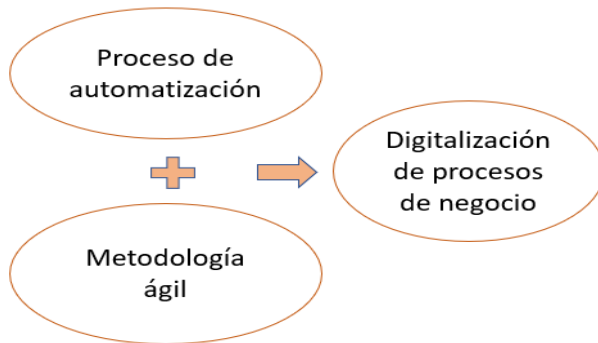 Proceso de
automatización
Metodología
ágil
Digitalización
de procesos
de negocio